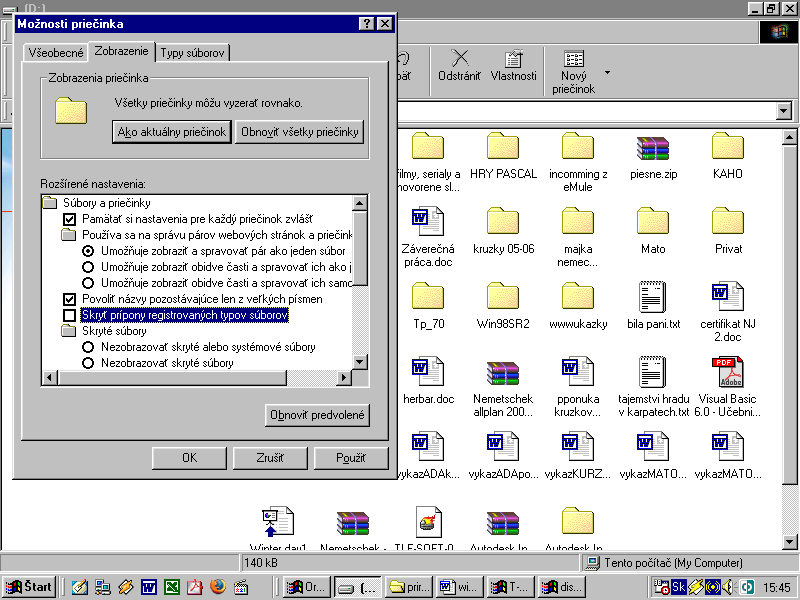 (D:)
Možnosti priečinka
Všeobecné
Zobrazenie
Typy súborov
Zobrazenia priečinka
Všetky priečinky môžu vyzerať rovnako.
Ako aktuálny priečinok
Obnoviť všetky priečinky
Rozšírené nastavenia:
Súbory a priečinky
Pamätať si nastavenia pre každý priečinok zvlášť
Používa sa na správu párov webových stránok a priečink
Umožňuje zobraziť a spravovať pár ako jeden súbor
Umožňuje zobraziť obidve časti a spravovať ich ako j
Umožňuje zobraziť obidve časti a spravovať ich samo
Povoliť názvy pozostávajúce len z veľkých písmen
Skryť prípony registrovaných typov súborov
Skryté súbory
Nezobrazovať skryté alebo systémové súbory
Nezobrazovať skryté súbory
Obnoviť predvolené
OK
Zrušiť
Použiť
päť
Odstrániť
Vlastnosti
Nový
priečinok
filmy, serialy a
hovorene sl...
HRY PASCAL
incomming z
eMule
piesne.zip
KAHO
Záverečná
práca.doc
kruzky 05-06
majka
nemec...
Mato
Privat
Tp_70
Win98SR2
wwwukazky
bila pani.txt
certifikat NJ
2.doc
herbar.doc
Nemetschek
allplan 200...
pponuka
kruzkov...
tajemstvi hradu
v karpatech.txt
Visual Basic
6.0 - Učebni...
PDF
Adobe
vykazADAk...
vykazADApo...
vykazKURZ...
vykazMATO...
vykazMATO...
Winter day1
Nemetschek -
TLF-SOFT-0
Autodesk In
Autodesk In
140 kB
Tento počítač (My Computer)
Štart
Or...
(...
prir...
wi...
T-...
dis...
Sk
15:45